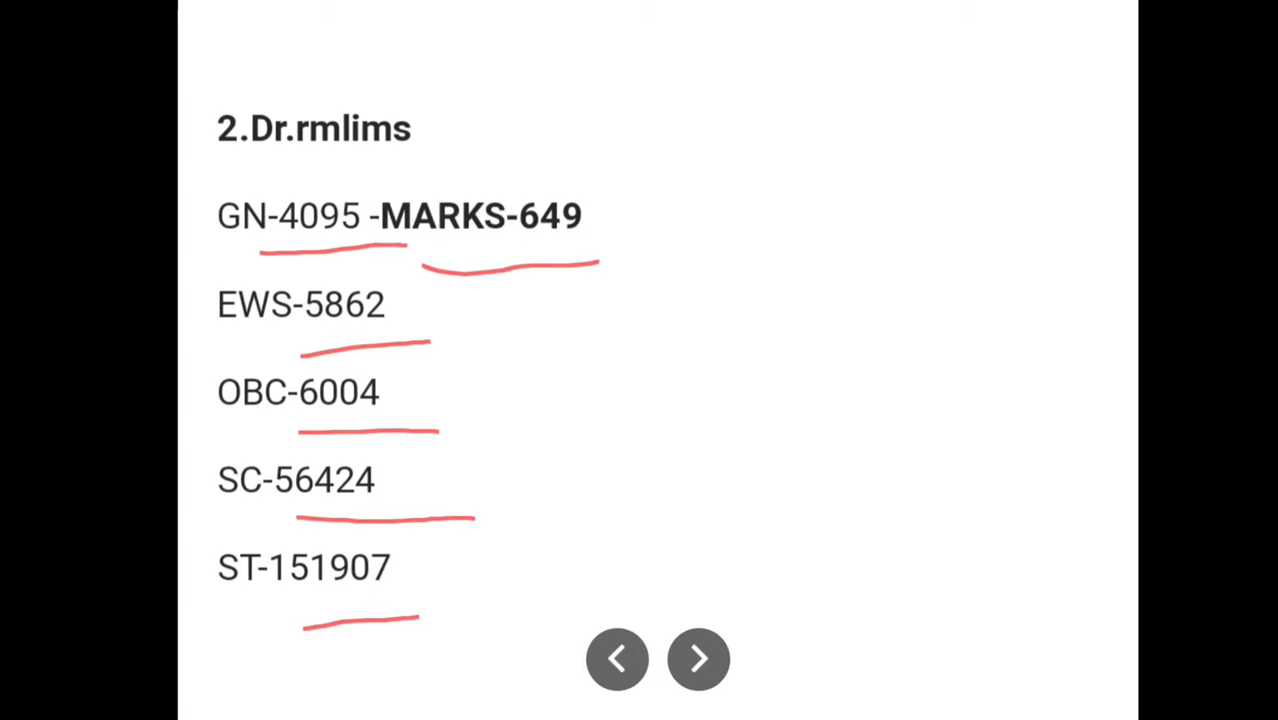 2.Dr.rmlims
GN-4095 -MARKS-649
EWS-5862
OBC-6004
SC-56424
ST-151907